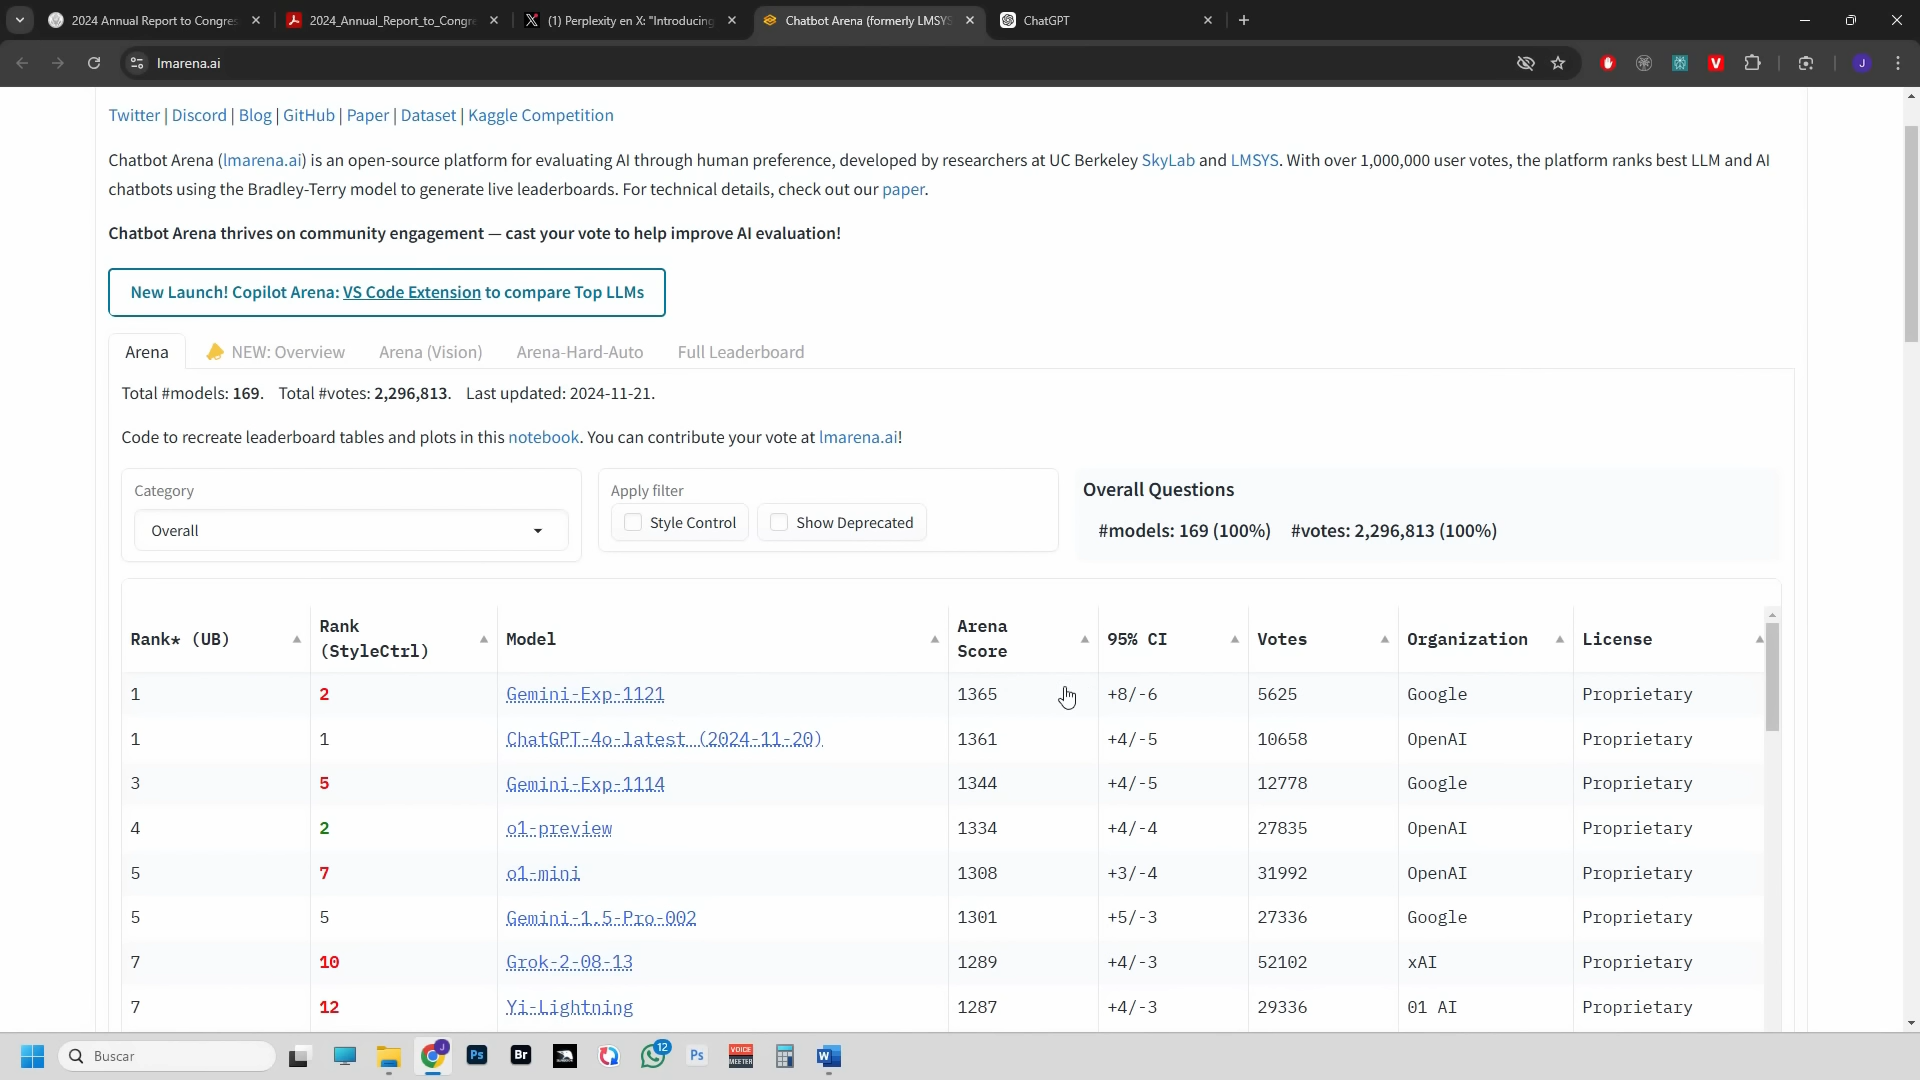 2024 Annual Report to Congre
2024_Annual_Report_to_Congre
(1) Perplexity en X: "Introducing
Chatbot Arena (formerly LMSYS
ChatGPT
lmarena.ai
J
Twitter | Discord | Blog | GitHub | Paper | Dataset | Kaggle Competition
Chatbot Arena (lmarena.ai) is an open-source platform for evaluating AI through human preference, developed by researchers at UC Berkeley SkyLab and LMSYS. With over 1,000,000 user votes, the platform ranks best LLM and AI
chatbots using the Bradley-Terry model to generate live leaderboards. For technical details, check out our paper.
Chatbot Arena thrives on community engagement — cast your vote to help improve AI evaluation!
New Launch! Copilot Arena: VS Code Extension to compare Top LLMs
Arena NEW: Overview Arena (Vision) Arena-Hard-Auto Full Leaderboard
Total #models: 169. Total #votes: 2,296,813. Last updated: 2024-11-21.
Code to recreate leaderboard tables and plots in this notebook. You can contribute your vote at lmarena.ai!
Category
Overall
Apply filter
Style Control Show Deprecated
Overall Questions
#models: 169 (100%) #votes: 2,296,813 (100%)
Rank* (UB) Rank (StyleCtrl) Model Arena Score 95% CI Votes Organization License
1 2 Gemini-Exp-1121 1365 +8/-6 5625 Google Proprietary
1 1 ChatGPT-4o-latest (2024-11-20) 1361 +4/-5 10658 OpenAI Proprietary
3 5 Gemini-Exp-1114 1344 +4/-5 12778 Google Proprietary
4 2 o1-preview 1334 +4/-4 27835 OpenAI Proprietary
5 7 o1-mini 1308 +3/-4 31992 OpenAI Proprietary
5 5 Gemini-1.5-Pro-002 1301 +5/-3 27336 Google Proprietary
7 10 Grok-2-08-13 1289 +4/-3 52102 xAI Proprietary
7 12 Yi-Lightning 1287 +4/-3 29336 01 AI Proprietary
Buscar
J
Ps
Br
12
Ps
VOICE
MEETER
W